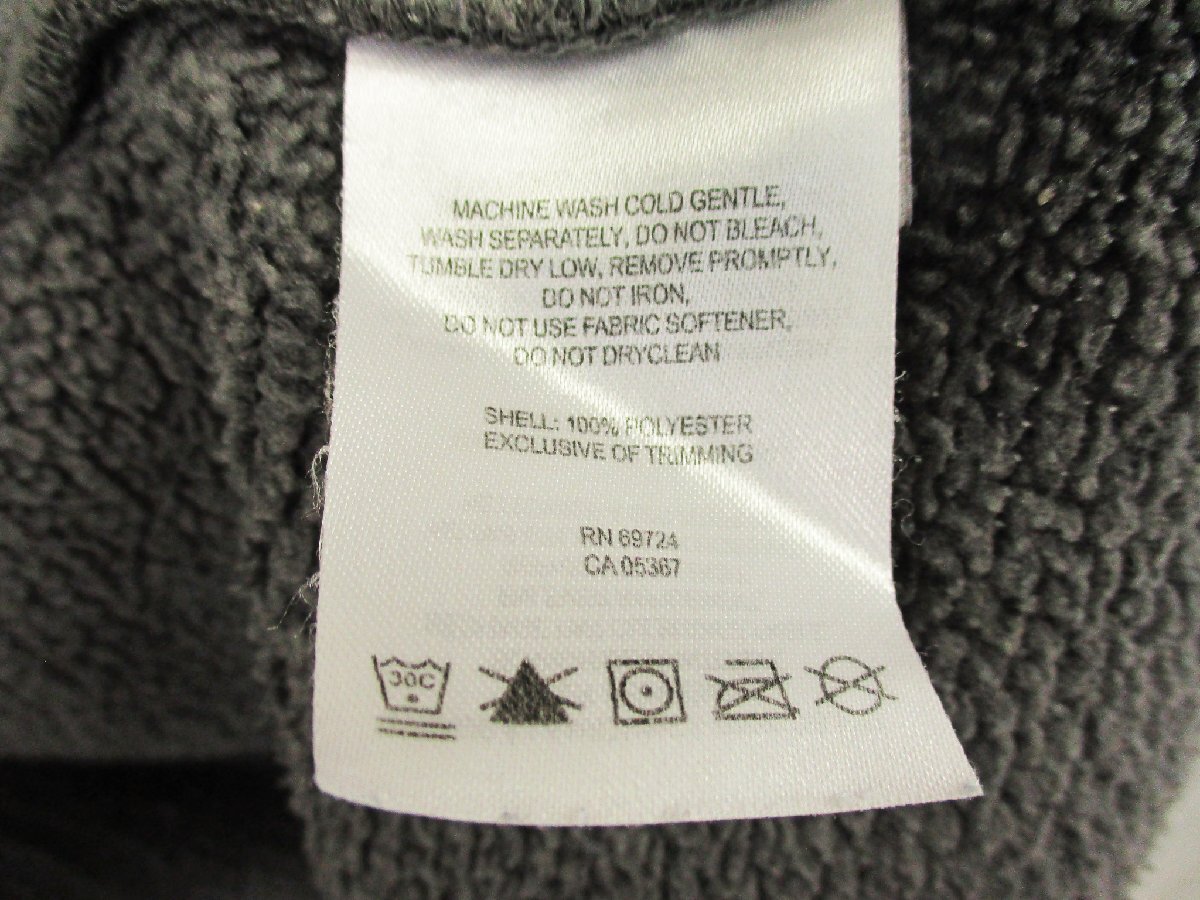 MACHINE WASH COLD GENTLE,
WASH SEPARATELY, DO NOT BLEACH,
TUMBLE DRY LOW, REMOVE PROMPTLY,
DO NOT IRON,
DO NOT USE FABRIC SOFTENER,
DO NOT DRYCLEAN
SHELL: 100% POLYESTER
EXCLUSIVE OF TRIMMING
RN 69724
CA 05367
30C